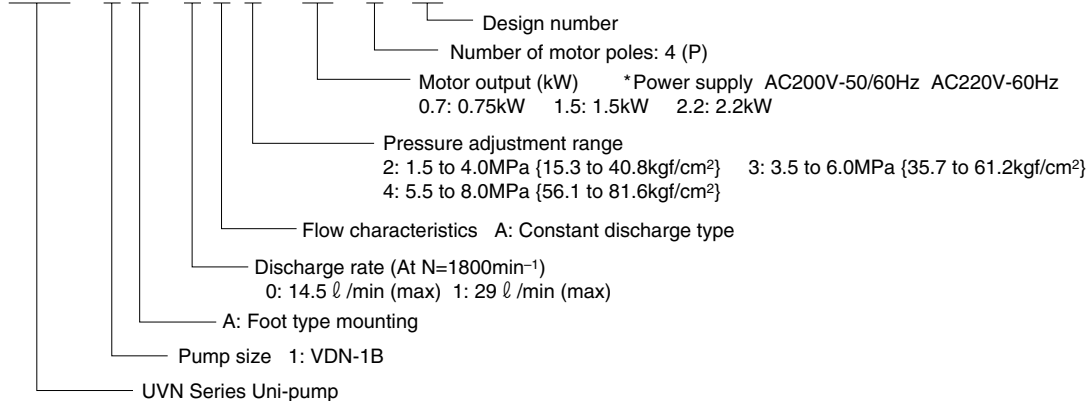 Design number
Number of motor poles: 4 (P)
Motor output (kW) *Power supply AC200V-50/60Hz AC220V-60Hz
0.7: 0.75kW 1.5: 1.5kW 2.2: 2.2kW
Pressure adjustment range
2: 1.5 to 4.0MPa {15.3 to 40.8kgf/cm²} 3: 3.5 to 6.0MPa {35.7 to 61.2kgf/cm²}
4: 5.5 to 8.0MPa {56.1 to 81.6kgf/cm²}
Flow characteristics A: Constant discharge type
Discharge rate (At N=1800min⁻¹)
0: 14.5 ℓ /min (max) 1: 29 ℓ /min (max)
A: Foot type mounting
Pump size 1: VDN-1B
UVN Series Uni-pump